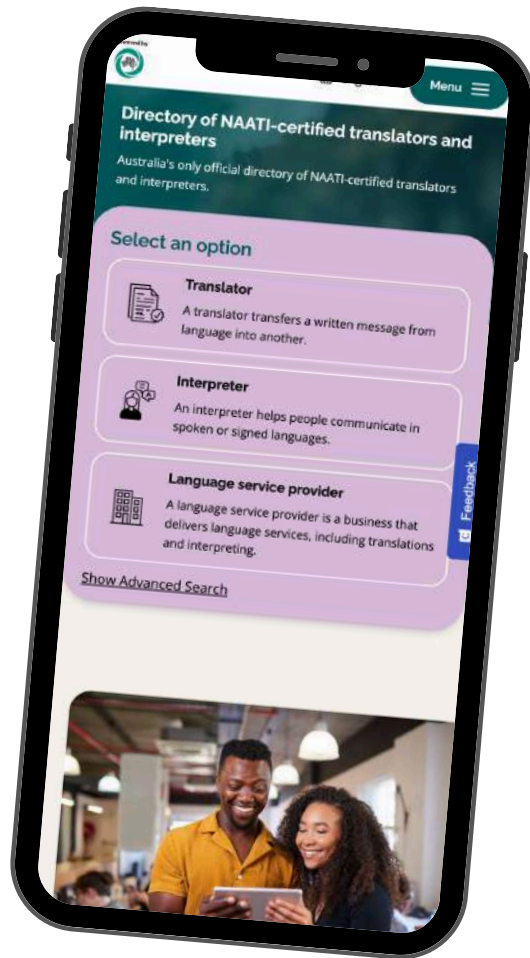 Menu
Directory of NAATI-certified translators and
interpreters
Australia's only official directory of NAATI-certified translators
and interpreters.
Select an option
Translator
A translator transfers a written message from
language into another.
Interpreter
An interpreter helps people communicate in
spoken or signed languages.
Language service provider
A language service provider is a business that
delivers language services, including translations
and interpreting.
Feedback
Show Advanced Search